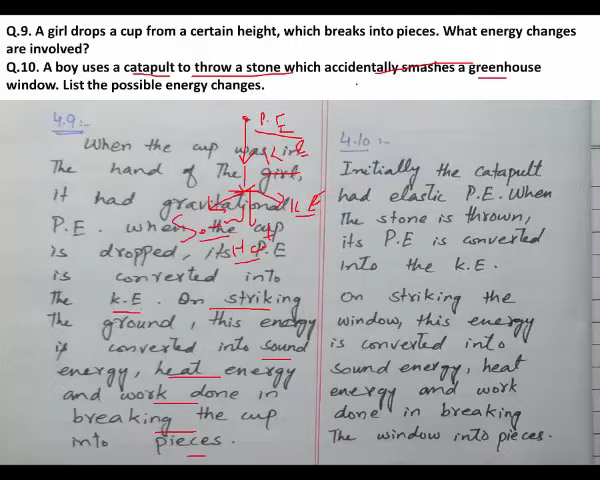 Q.9. A girl drops a cup from a certain height, which breaks into pieces. What energy changes
are involved?
Q.10. A boy uses a catapult to throw a stone which accidentally smashes a greenhouse
window. List the possible energy changes.
4.9:-
When the cup was in
The hand of The girl,
it had gravitational
P.E. when the cup
is dropped, its P.E
is converted into
The K.E. On striking
The ground, this energy
is converted into sound
energy, heat energy
and work done in
breaking the cup
into pieces.
P.E
K.E
K.E
4.10:-
Initially the catapult
had elastic P.E. When
The stone is thrown,
its P.E is converted
into the K.E.
On striking the
window, this energy
is converted into
sound energy, heat
energy and work
done in breaking
The window into pieces.